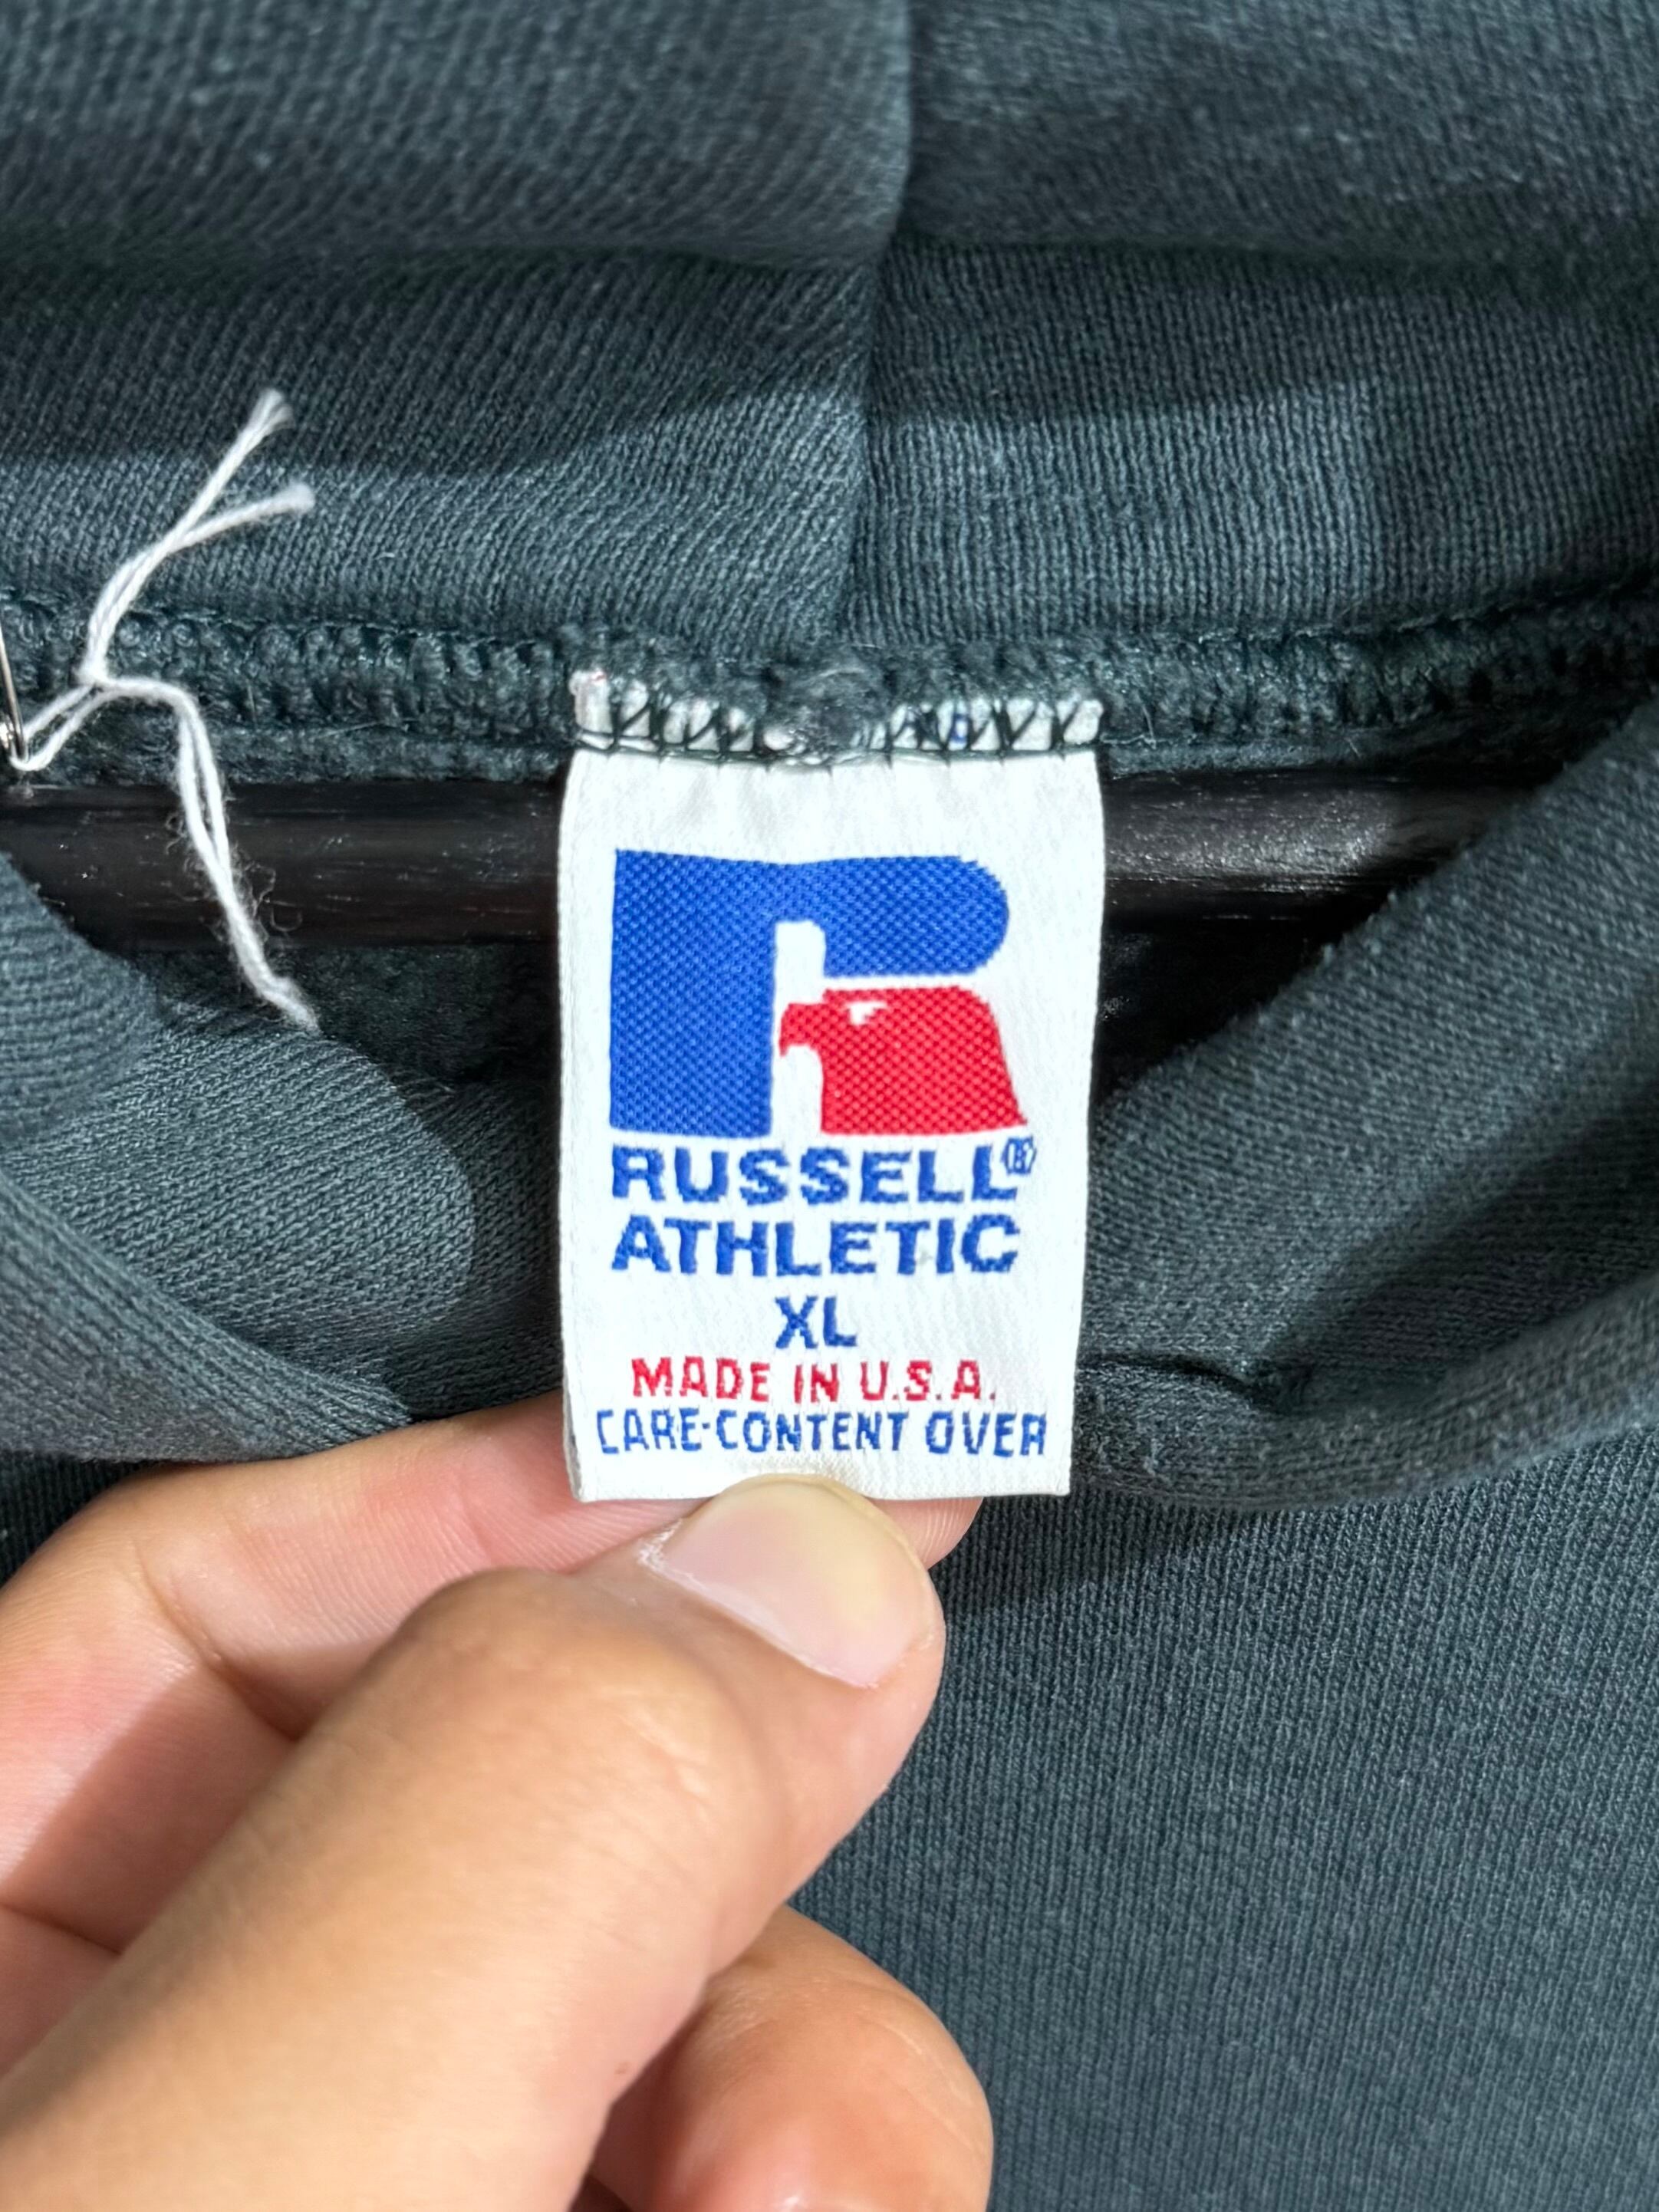 RUSSELL®
ATHLETIC
XL
MADE IN U.S.A.
CARE-CONTENT OVER